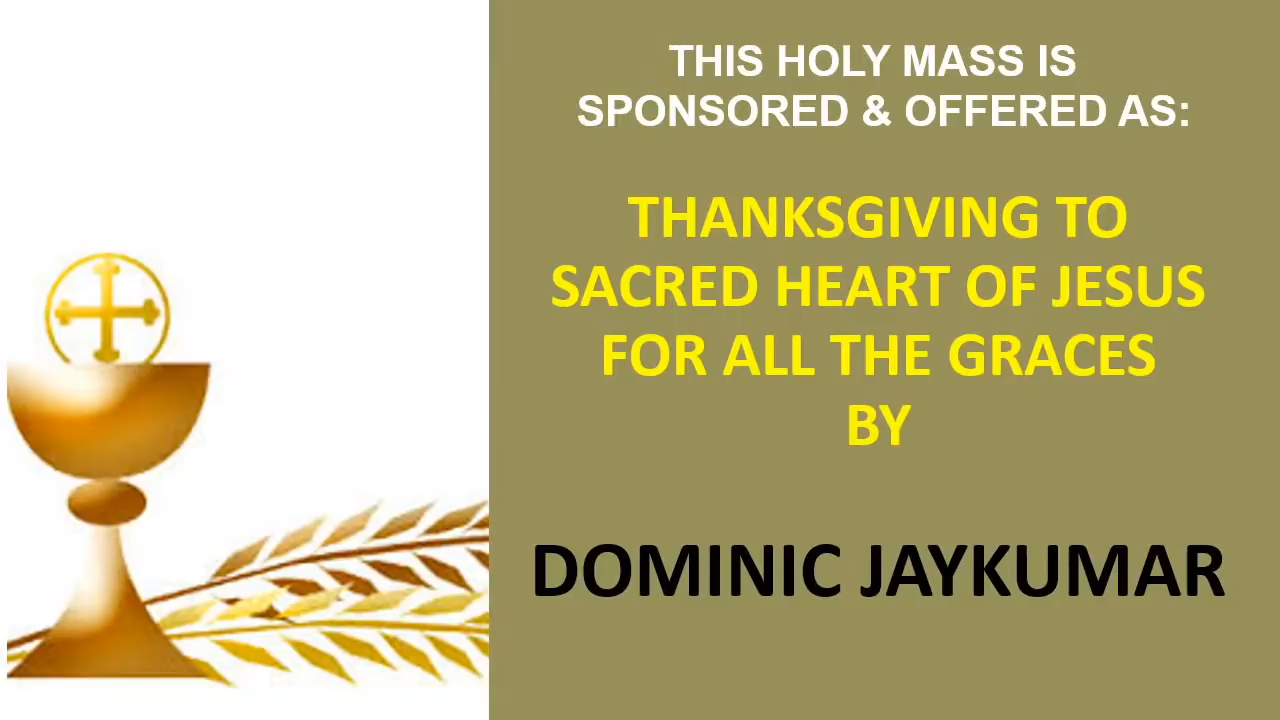 THIS HOLY MASS IS
SPONSORED & OFFERED AS:
THANKSGIVING TO
SACRED HEART OF JESUS
FOR ALL THE GRACES
BY
DOMINIC JAYKUMAR